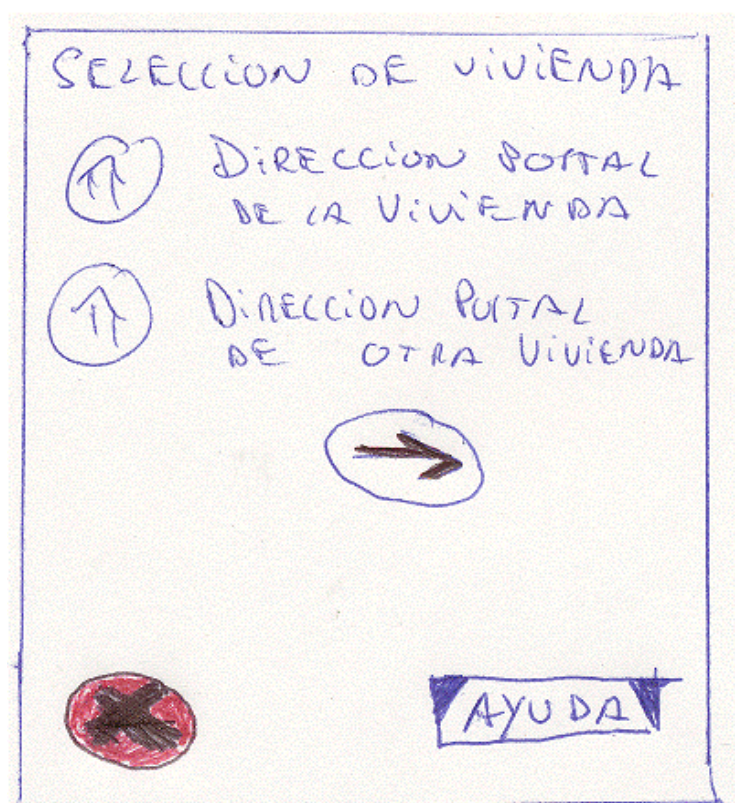 SELECCION DE ViViENDA
DiRECCiON POSTAL
DE LA ViViENDA
DiRECCiON POSTAL
DE OTRA ViViENDA
AYUDA